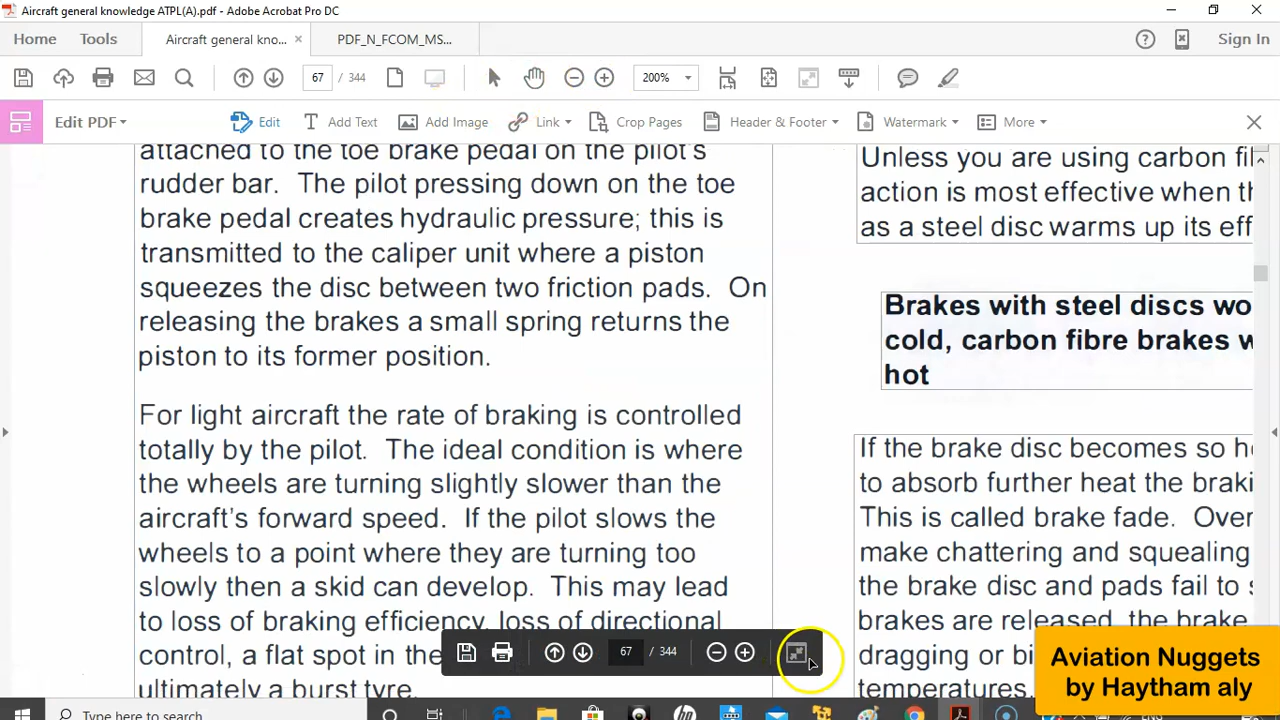 Aircraft general knowledge ATPL(A).pdf - Adobe Acrobat Pro DC
Home Tools Aircraft general kno... × PDF_N_FCOM_MS... Sign In
67 / 344 200%
Edit PDF Edit Add Text Add Image Link Crop Pages Header & Footer Watermark More
attached to the toe brake pedal on the pilot's
rudder bar. The pilot pressing down on the toe
brake pedal creates hydraulic pressure; this is
transmitted to the caliper unit where a piston
squeezes the disc between two friction pads. On
releasing the brakes a small spring returns the
piston to its former position.
For light aircraft the rate of braking is controlled
totally by the pilot. The ideal condition is where
the wheels are turning slightly slower than the
aircraft's forward speed. If the pilot slows the
wheels to a point where they are turning too
slowly then a skid can develop. This may lead
to loss of braking efficiency, loss of directional
control, a flat spot in the
ultimately a burst tyre.
Unless you are using carbon fi
action is most effective when t
as a steel disc warms up its eff
Brakes with steel discs wo
cold, carbon fibre brakes w
hot
If the brake disc becomes so h
to absorb further heat the braki
This is called brake fade. Over
make chattering and squealing
the brake disc and pads fail to s
brakes are released, the brake
dragging or bi
temperatures.
67 / 344
Aviation Nuggets
by Haytham aly
Type here to search
ENG